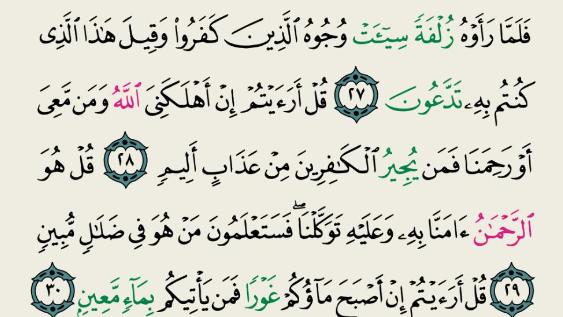 فَلَمَّا رَأَوْهُ زُلْفَةً سِيٓـَٔتْ وُجُوهُ ٱلَّذِينَ كَفَرُوا۟ وَقِيلَ هَـٰذَا ٱلَّذِى
كُنتُم بِهِۦ تَدَّعُونَ ٢٧ قُلْ أَرَءَيْتُمْ إِنْ أَهْلَكَنِىَ ٱللَّهُ وَمَن مَّعِىَ
أَوْ رَحِمَنَا فَمَن يُجِيرُ ٱلْكَـٰفِرِينَ مِنْ عَذَابٍ أَلِيمٍ ٢٨ قُلْ هُوَ
ٱلرَّحْمَـٰنُ ءَامَنَّا بِهِۦ وَعَلَيْهِ تَوَكَّلْنَا ۖ فَسَتَعْلَمُونَ مَنْ هُوَ فِى ضَلَـٰلٍ مُّبِينٍ
٢٩ قُلْ أَرَءَيْتُمْ إِنْ أَصْبَحَ مَآؤُكُمْ غَوْرًا فَمَن يَأْتِيكُم بِمَآءٍ مَّعِينٍ ٣٠